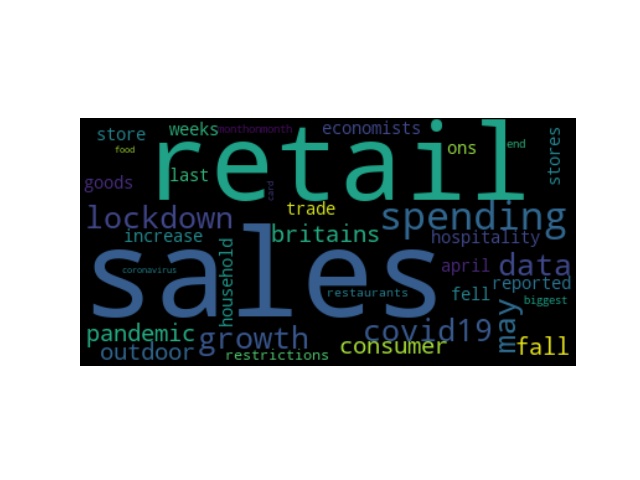 store
weeks
monthonmonth
economists
stores
food
retail
ons
end
goods
last
card
trade
lockdown
spending
increase
britains
hospitality
household
sales
april
data
coronavirus
restaurants
fell
reported
biggest
may
pandemic
growth
covid19
outdoor
restrictions
consumer
fall